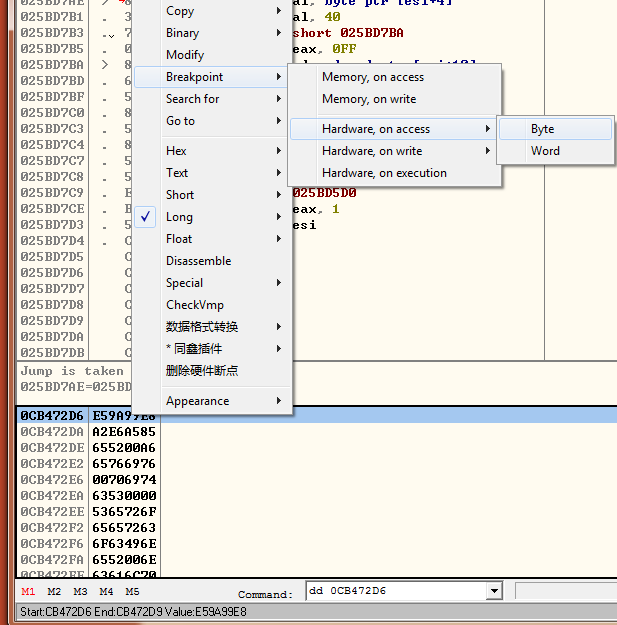 025BD7AE > 8 al, byte ptr [esi+4]
025BD7B1 . 3 al, 40
025BD7B3 .⌄ 7 short 025BD7BA
025BD7B5 . 0 eax, 0FF
025BD7BA > 8
025BD7BD . 6
025BD7BF . 5
025BD7C0 . 8
025BD7C3 . 5
025BD7C4 . 8
025BD7C7 . 5
025BD7C8 . 5
025BD7C9 . E 025BD5D0
025BD7CE . B eax, 1
025BD7D3 . 5 esi
025BD7D4 . C
025BD7D5 C
025BD7D6 C
025BD7D7 C
025BD7D8 C
025BD7D9 C
025BD7DA C
025BD7DB C
Copy
Binary
Modify
Breakpoint
Search for
Go to
Hex
Text
Short
✓ Long
Float
Disassemble
Special
CheckVmp
数据格式转换
* 同鑫插件
删除硬件断点
Appearance
Memory, on access
Memory, on write
Hardware, on access
Hardware, on write
Hardware, on execution
Byte
Word
Jump is taken
025BD7AE=025BD
0CB472D6 E59A99E8
0CB472DA A2E6A585
0CB472DE 655200A6
0CB472E2 65766976
0CB472E6 00706974
0CB472EA 63530000
0CB472EE 5365726F
0CB472F2 65657263
0CB472F6 6F63496E
0CB472FA 6552006E
0CB472FE 63616C70
M1 M2 M3 M4 M5 Command: dd 0CB472D6
Start:CB472D6 End:CB472D9 Value:E59A99E8